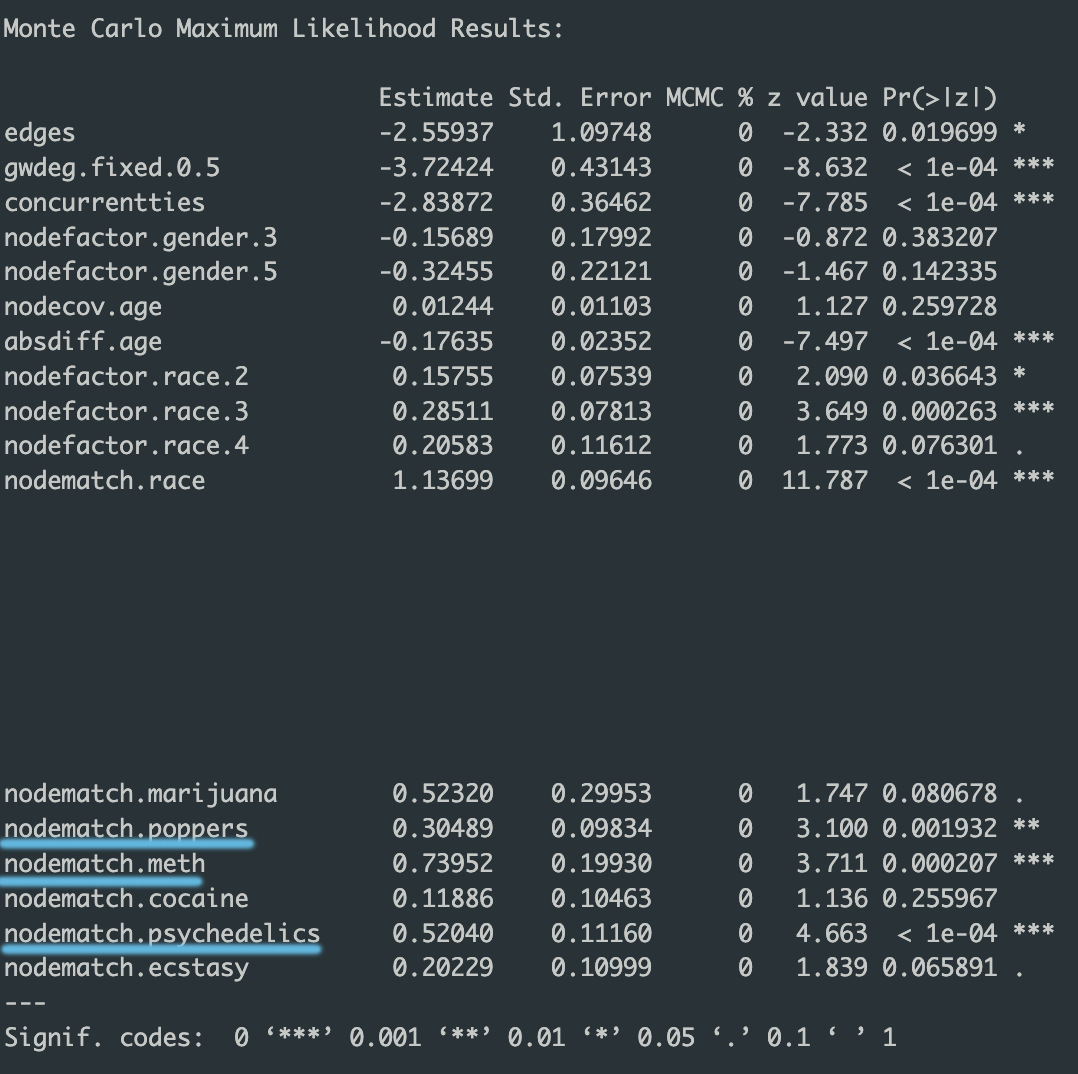 Monte Carlo Maximum Likelihood Results:
Estimate Std. Error MCMC % z value Pr(>|z|)
edges -2.55937 1.09748 0 -2.332 0.019699 *
gwdeg.fixed.0.5 -3.72424 0.43143 0 -8.632 < 1e-04 ***
concurrentties -2.83872 0.36462 0 -7.785 < 1e-04 ***
nodefactor.gender.3 -0.15689 0.17992 0 -0.872 0.383207
nodefactor.gender.5 -0.32455 0.22121 0 -1.467 0.142335
nodecov.age 0.01244 0.01103 0 1.127 0.259728
absdiff.age -0.17635 0.02352 0 -7.497 < 1e-04 ***
nodefactor.race.2 0.15755 0.07539 0 2.090 0.036643 *
nodefactor.race.3 0.28511 0.07813 0 3.649 0.000263 ***
nodefactor.race.4 0.20583 0.11612 0 1.773 0.076301 .
nodematch.race 1.13699 0.09646 0 11.787 < 1e-04 ***
nodematch.marijuana 0.52320 0.29953 0 1.747 0.080678 .
nodematch.poppers 0.30489 0.09834 0 3.100 0.001932 **
nodematch.meth 0.73952 0.19930 0 3.711 0.000207 ***
nodematch.cocaine 0.11886 0.10463 0 1.136 0.255967
nodematch.psychedelics 0.52040 0.11160 0 4.663 < 1e-04 ***
nodematch.ecstasy 0.20229 0.10999 0 1.839 0.065891 .
---
Signif. codes: 0 ‘***’ 0.001 ‘**’ 0.01 ‘*’ 0.05 ‘.’ 0.1 ‘ ’ 1